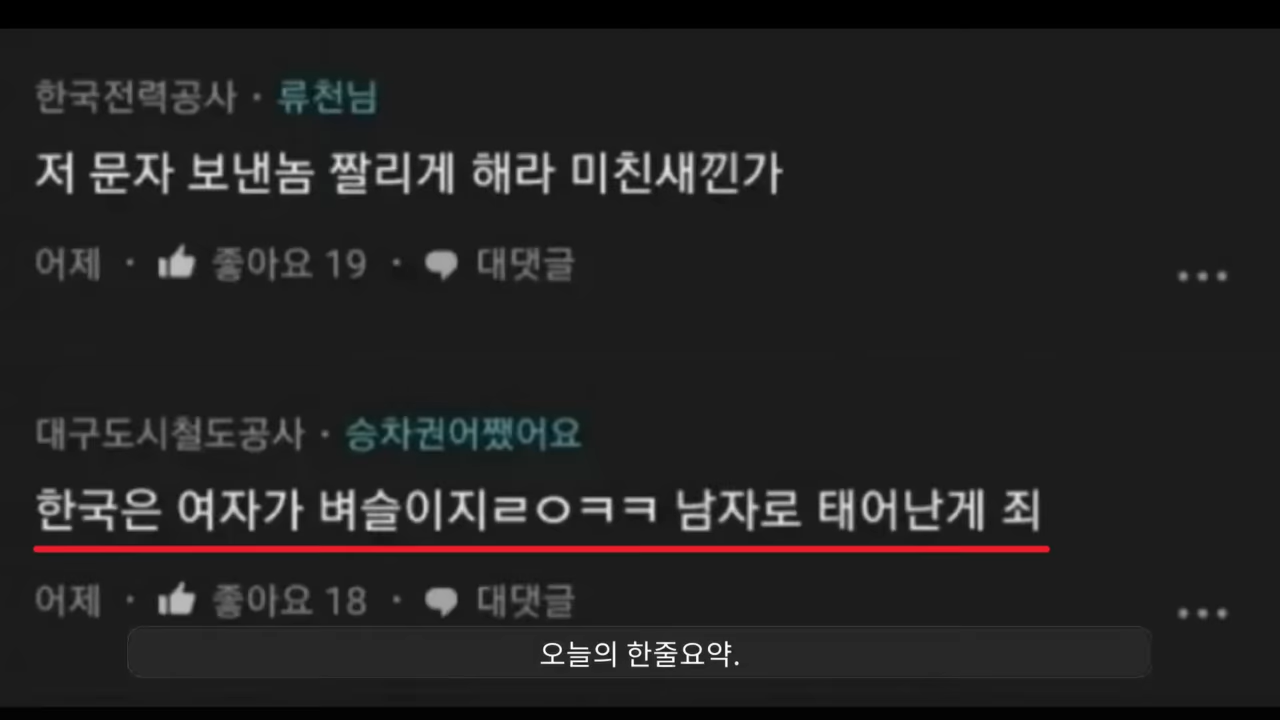 한국전력공사 · 류천님
저 문자 보낸놈 짤리게 해라 미친새낀가
어제 · 좋아요 19 · 대댓글
대구도시철도공사 · 승차권어쨌어요
한국은 여자가 벼슬이지ㄹㅇㅋㅋ 남자로 태어난게 죄
어제 · 좋아요 18 · 대댓글
오늘의 한줄요약.